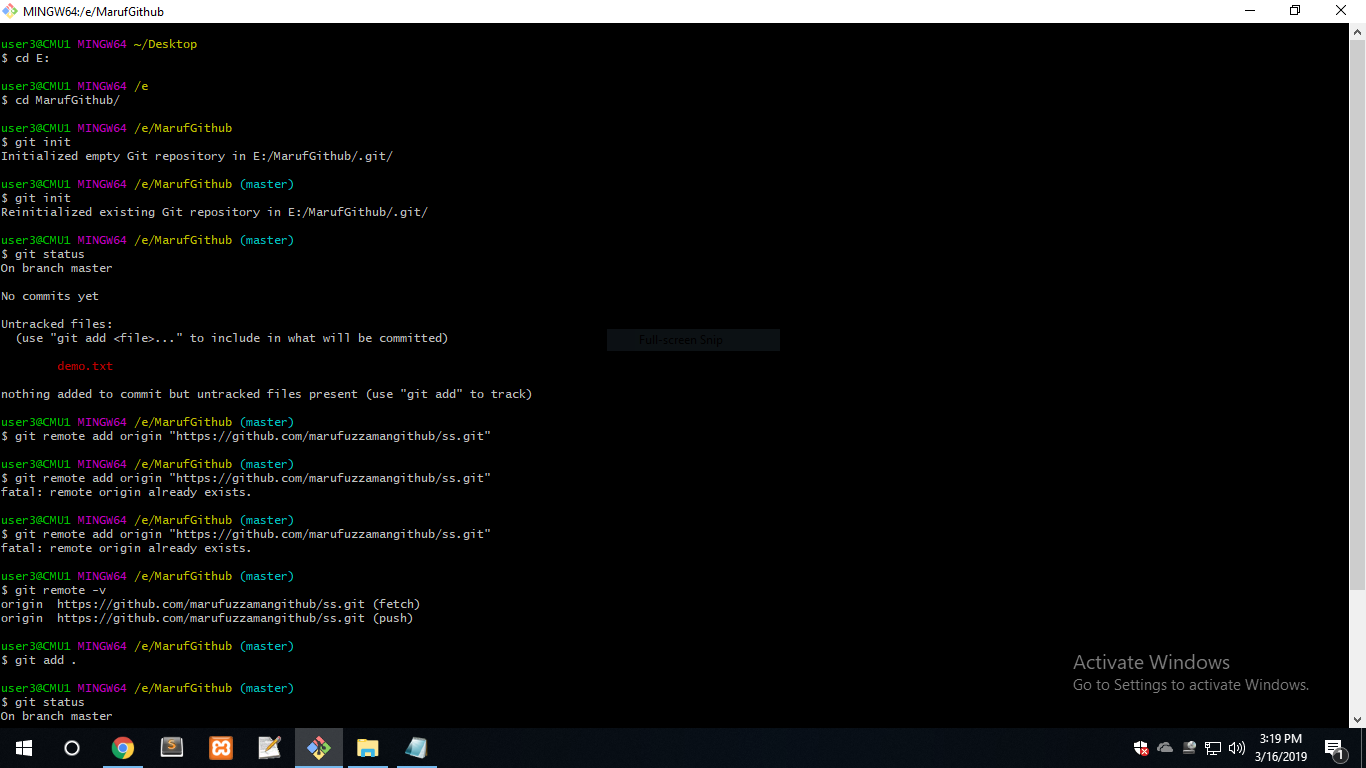 MINGW64:/e/MarufGithub
user3@CMU1 MINGW64 ~/Desktop
$ cd E:
user3@CMU1 MINGW64 /e
$ cd MarufGithub/
user3@CMU1 MINGW64 /e/MarufGithub
$ git init
Initialized empty Git repository in E:/MarufGithub/.git/
user3@CMU1 MINGW64 /e/MarufGithub (master)
$ git init
Reinitialized existing Git repository in E:/MarufGithub/.git/
user3@CMU1 MINGW64 /e/MarufGithub (master)
$ git status
On branch master
No commits yet
Untracked files:
(use "git add <file>..." to include in what will be committed)
Full-screen Snip
demo.txt
nothing added to commit but untracked files present (use "git add" to track)
user3@CMU1 MINGW64 /e/MarufGithub (master)
$ git remote add origin "https://github.com/marufuzzamangithub/ss.git"
user3@CMU1 MINGW64 /e/MarufGithub (master)
$ git remote add origin "https://github.com/marufuzzamangithub/ss.git"
fatal: remote origin already exists.
user3@CMU1 MINGW64 /e/MarufGithub (master)
$ git remote add origin "https://github.com/marufuzzamangithub/ss.git"
fatal: remote origin already exists.
user3@CMU1 MINGW64 /e/MarufGithub (master)
$ git remote -v
origin  https://github.com/marufuzzamangithub/ss.git (fetch)
origin  https://github.com/marufuzzamangithub/ss.git (push)
user3@CMU1 MINGW64 /e/MarufGithub (master)
$ git add .
user3@CMU1 MINGW64 /e/MarufGithub (master)
$ git status
On branch master
Activate Windows
Go to Settings to activate Windows.
3:19 PM
3/16/2019
1